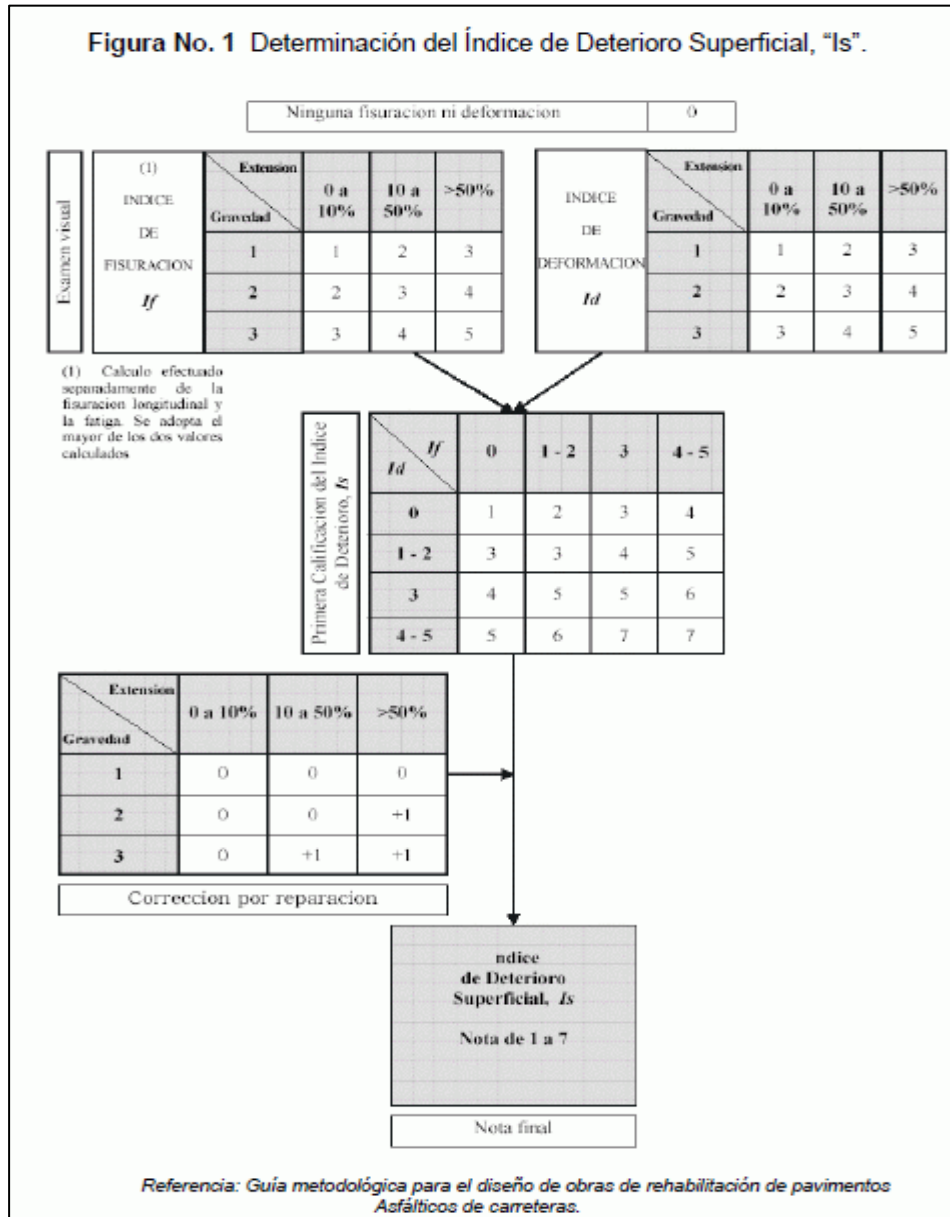 Figura No. 1 Determinación del Índice de Deterioro Superficial, “Is”.
Ninguna fisuracion ni deformacion 0
Examen visual
(1)
INDICE
DE
FISURACION
If
Extension
Gravedad
0 a 10% 10 a 50% >50%
1 1 2 3
2 2 3 4
3 3 4 5
INDICE
DE
DEFORMACION
Id
Extension
Gravedad
0 a 10% 10 a 50% >50%
1 1 2 3
2 2 3 4
3 3 4 5
(1) Calculo efectuado
separadamente de la
fisuracion longitudinal y
la fatiga. Se adopta el
mayor de los dos valores
calculados
Primera Calificacion del Indice
de Deterioro, Is
If
Id
0 1 - 2 3 4 - 5
0 1 2 3 4
1 - 2 3 3 4 5
3 4 5 5 6
4 - 5 5 6 7 7
Extension
Gravedad
0 a 10% 10 a 50% >50%
1 0 0 0
2 0 0 +1
3 0 +1 +1
Correccion por reparacion
ndice
de Deterioro
Superficial, Is
Nota de 1 a 7
Nota final
Referencia: Guía metodológica para el diseño de obras de rehabilitación de pavimentos
Asfálticos de carreteras.